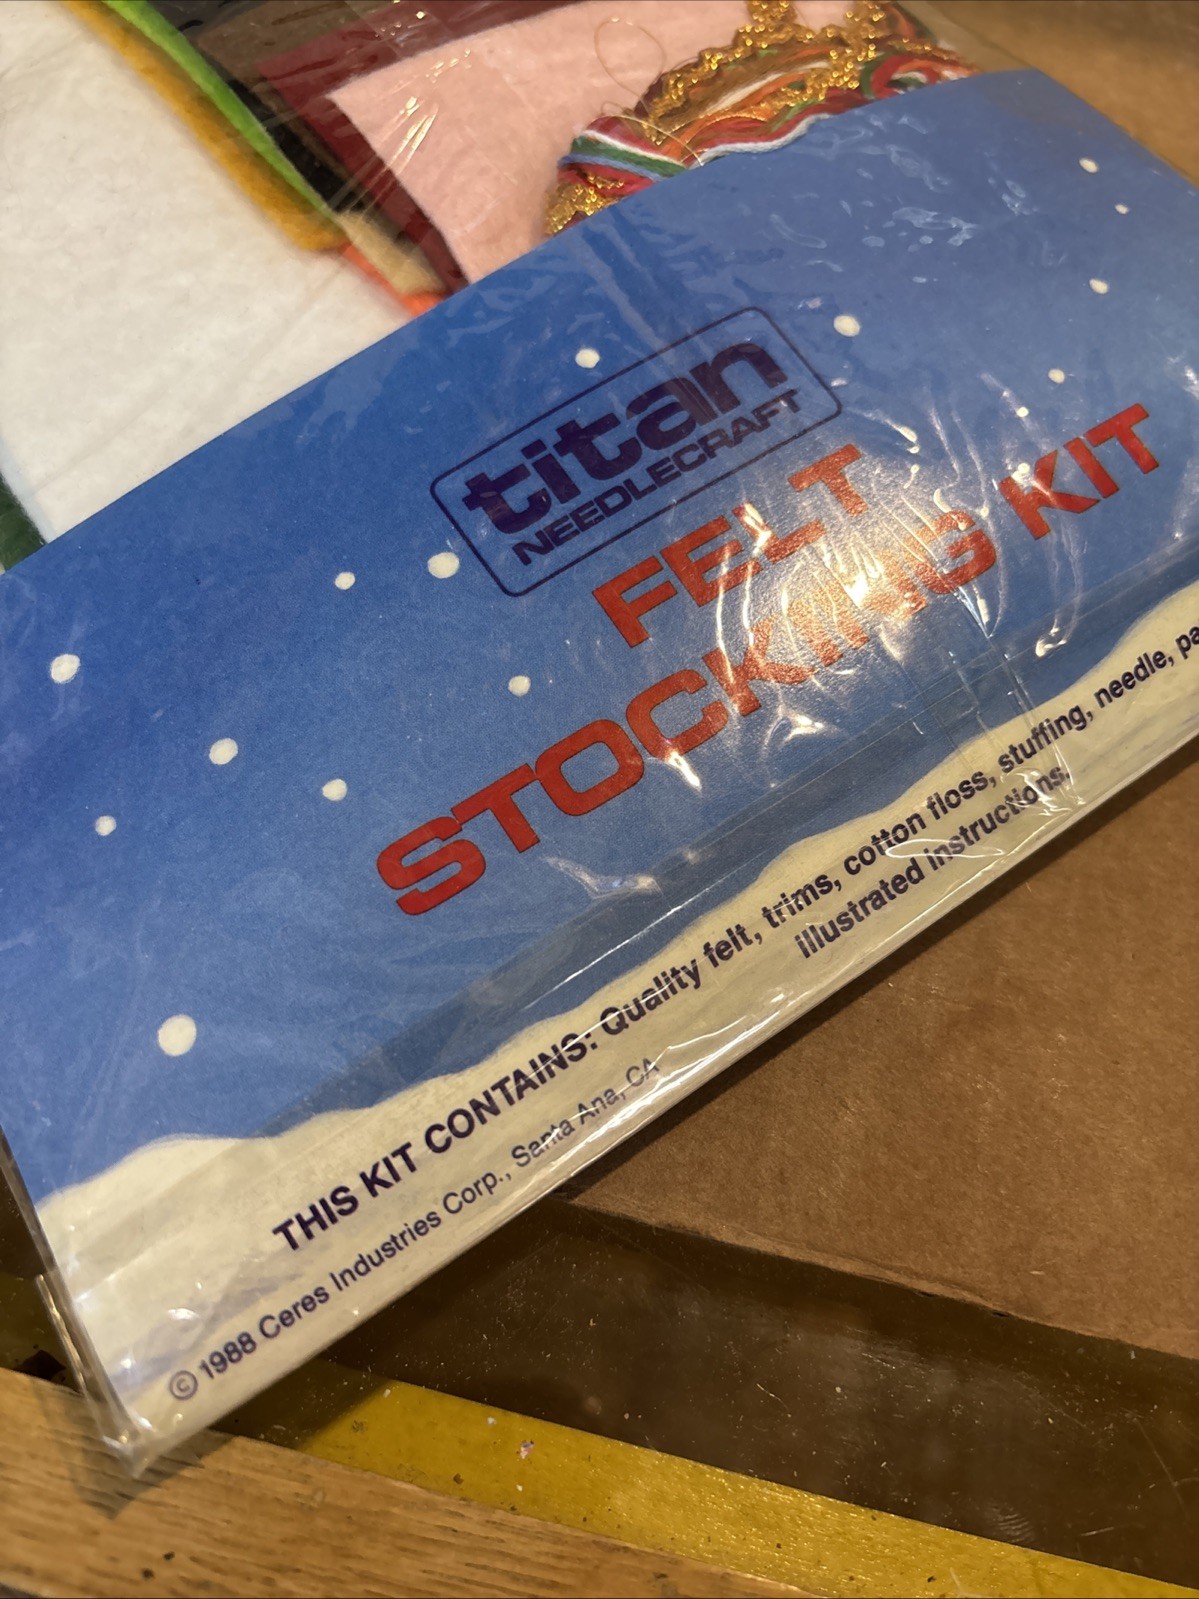 titan
NEEDLECRAFT
FELT
STOCKING KIT
THIS KIT CONTAINS: Quality felt, trims, cotton floss, stuffing, needle,
illustrated instructions.
© 1988 Ceres Industries Corp., Santa Ana, CA